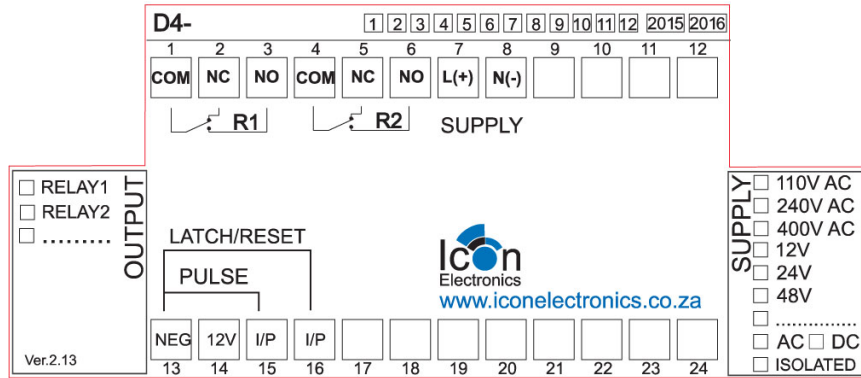 D4- 1 2 3 4 5 6 7 8 9 10 11 12 2015 2016
1 2 3 4 5 6 7 8 9 10 11 12
COM NC NO COM NC NO L(+) N(-)
R1 R2 SUPPLY
OUTPUT
RELAY1
RELAY2
.........
Ver.2.13
LATCH/RESET
PULSE
Icon
Electronics
www.iconelectronics.co.za
SUPPLY
110V AC
240V AC
400V AC
12V
24V
48V
...............
AC DC
ISOLATED
NEG 12V I/P I/P
13 14 15 16 17 18 19 20 21 22 23 24